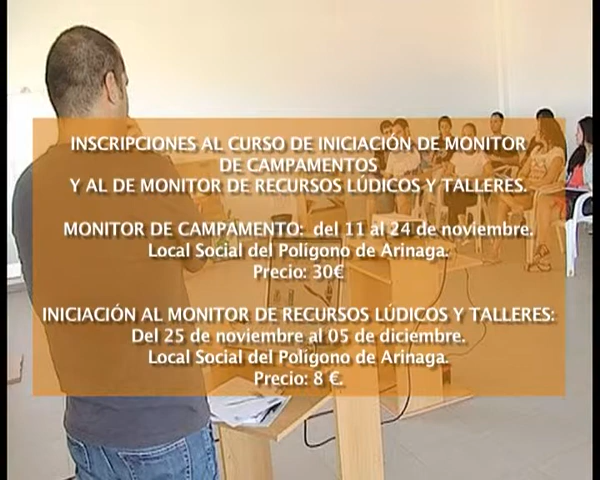 INSCRIPCIONES AL CURSO DE INICIACIÓN DE MONITOR
DE CAMPAMENTOS
Y AL DE MONITOR DE RECURSOS LÚDICOS Y TALLERES.
MONITOR DE CAMPAMENTO: del 11 al 24 de noviembre.
Local Social del Polígono de Arinaga.
Precio: 30€
INICIACIÓN AL MONITOR DE RECURSOS LÚDICOS Y TALLERES:
Del 25 de noviembre al 05 de diciembre.
Local Social del Polígono de Arinaga.
Precio: 8 €.